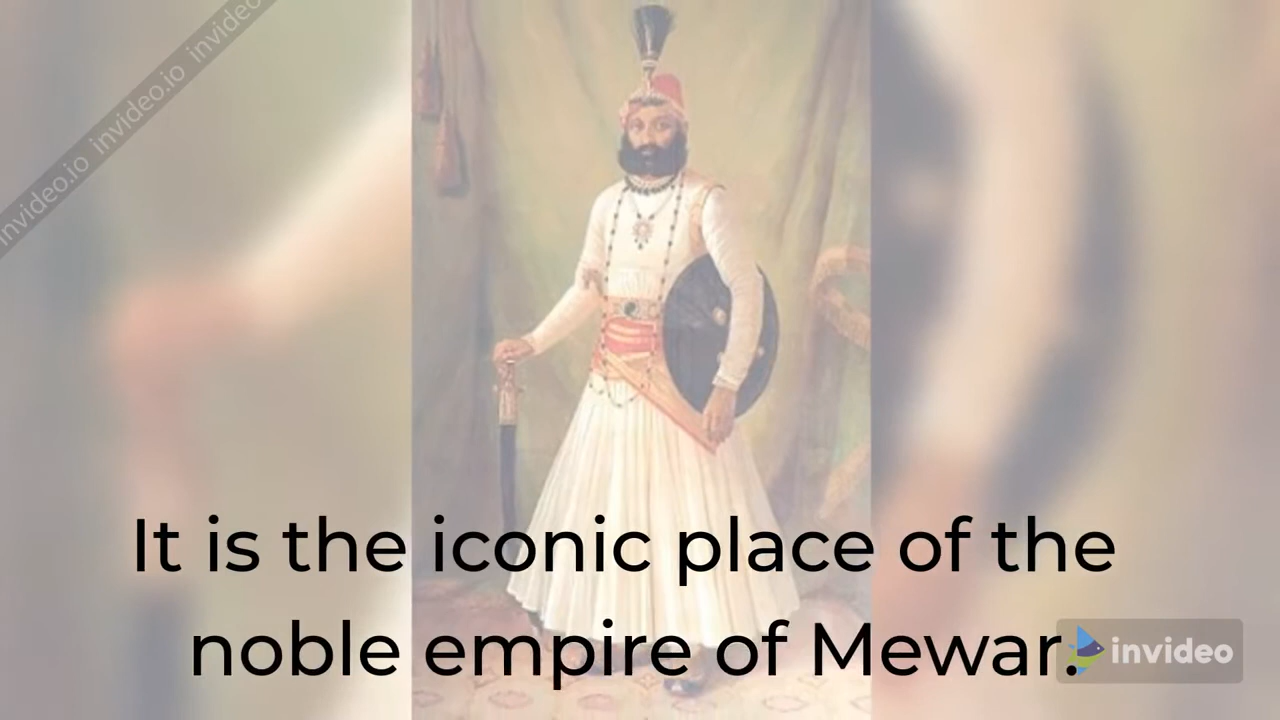 invideo.io invideo.io invideo
It is the iconic place of the
noble empire of Mewar.
invideo